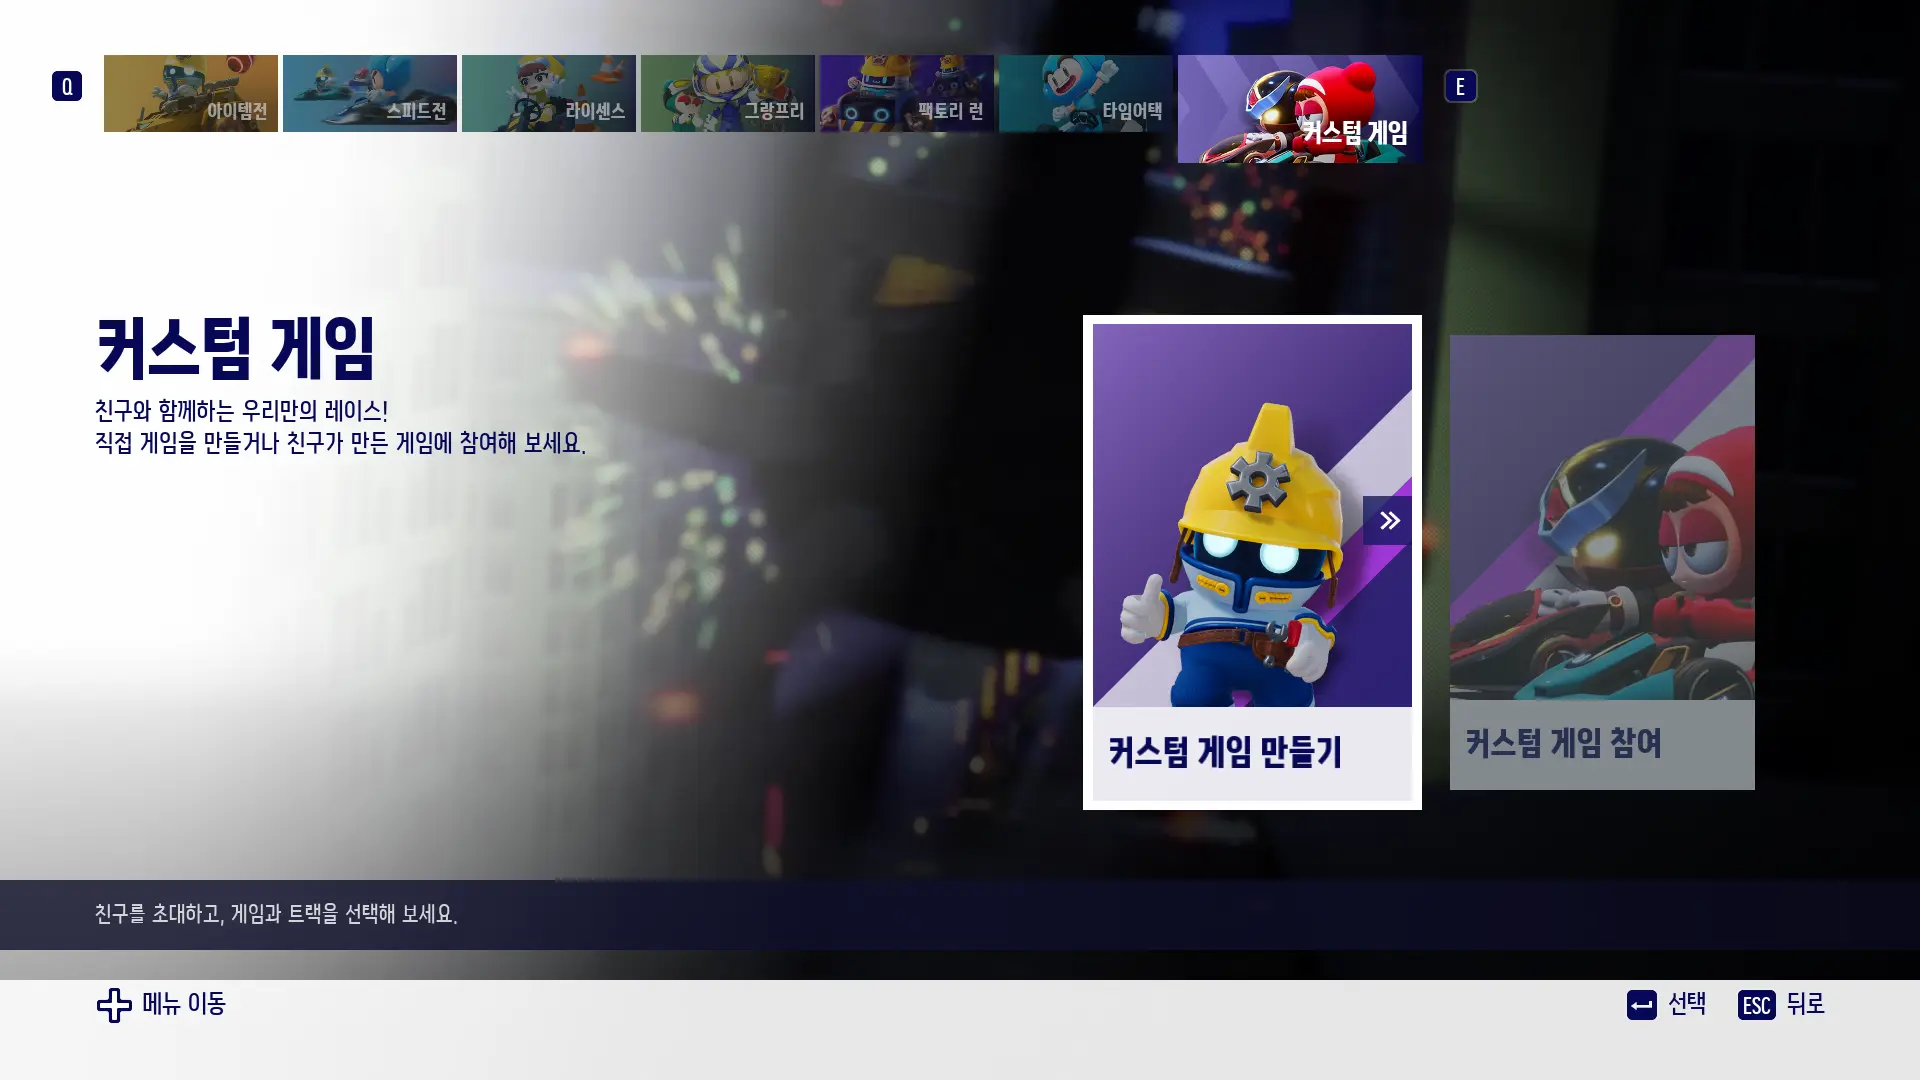 Q
아이템전
스피드전
라이센스
그랑프리
팩토리 런
타임어택
커스텀 게임
E
커스텀 게임
친구와 함께하는 우리만의 레이스!
직접 게임을 만들거나 친구가 만든 게임에 참여해 보세요.
커스텀 게임 만들기
커스텀 게임 참여
친구를 초대하고, 게임과 트랙을 선택해 보세요.
메뉴 이동
선택
ESC 뒤로